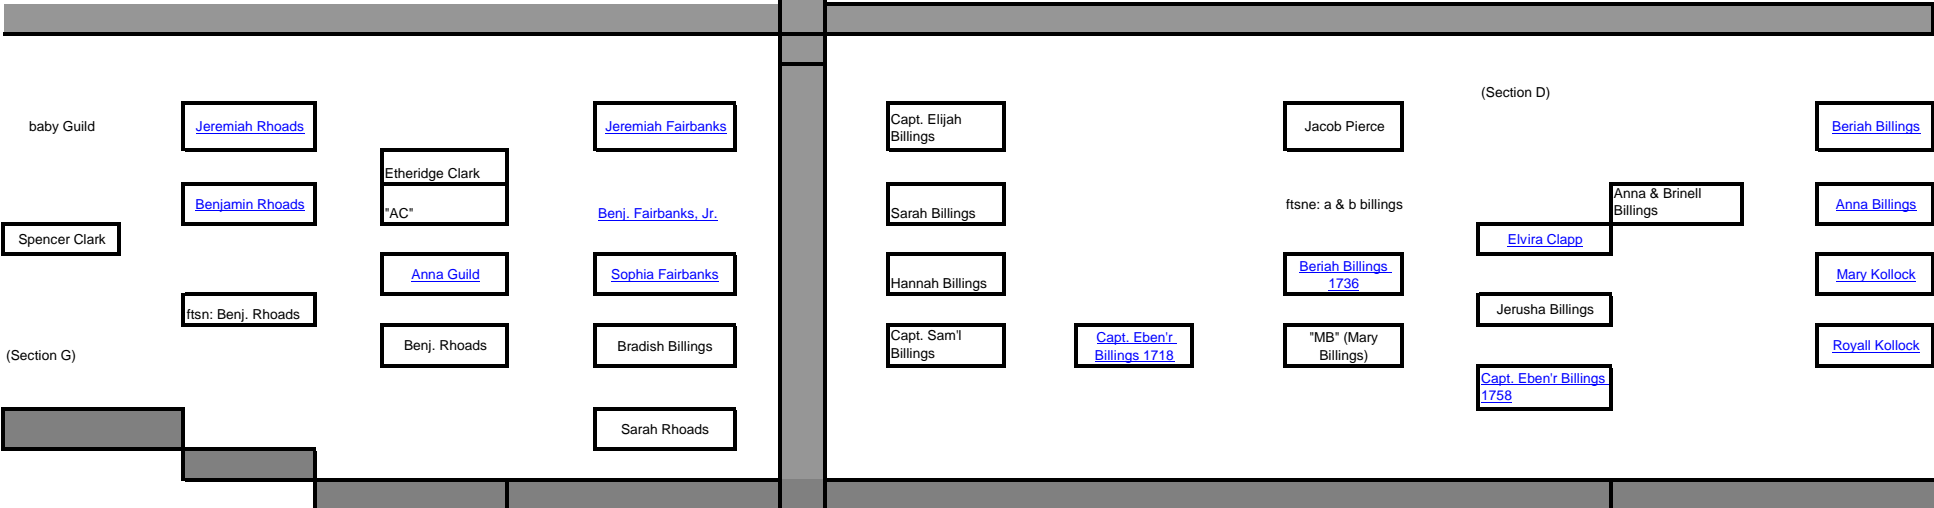 (Section D)
baby Guild
Jeremiah Rhoads
Jeremiah Fairbanks
Capt. Elijah
Billings
Jacob Pierce
Beriah Billings
Etheridge Clark
Benjamin Rhoads
"AC"
Benj. Fairbanks, Jr.
Sarah Billings
ftsne: a & b billings
Anna & Brinell
Billings
Anna Billings
Spencer Clark
Elvira Clapp
Anna Guild
Sophia Fairbanks
Hannah Billings
Beriah Billings
1736
Mary Kollock
ftsn: Benj. Rhoads
Jerusha Billings
(Section G)
Benj. Rhoads
Bradish Billings
Capt. Sam'l
Billings
Capt. Eben'r
Billings 1718
"MB" (Mary
Billings)
Royall Kollock
Capt. Eben'r Billings
1758
Sarah Rhoads